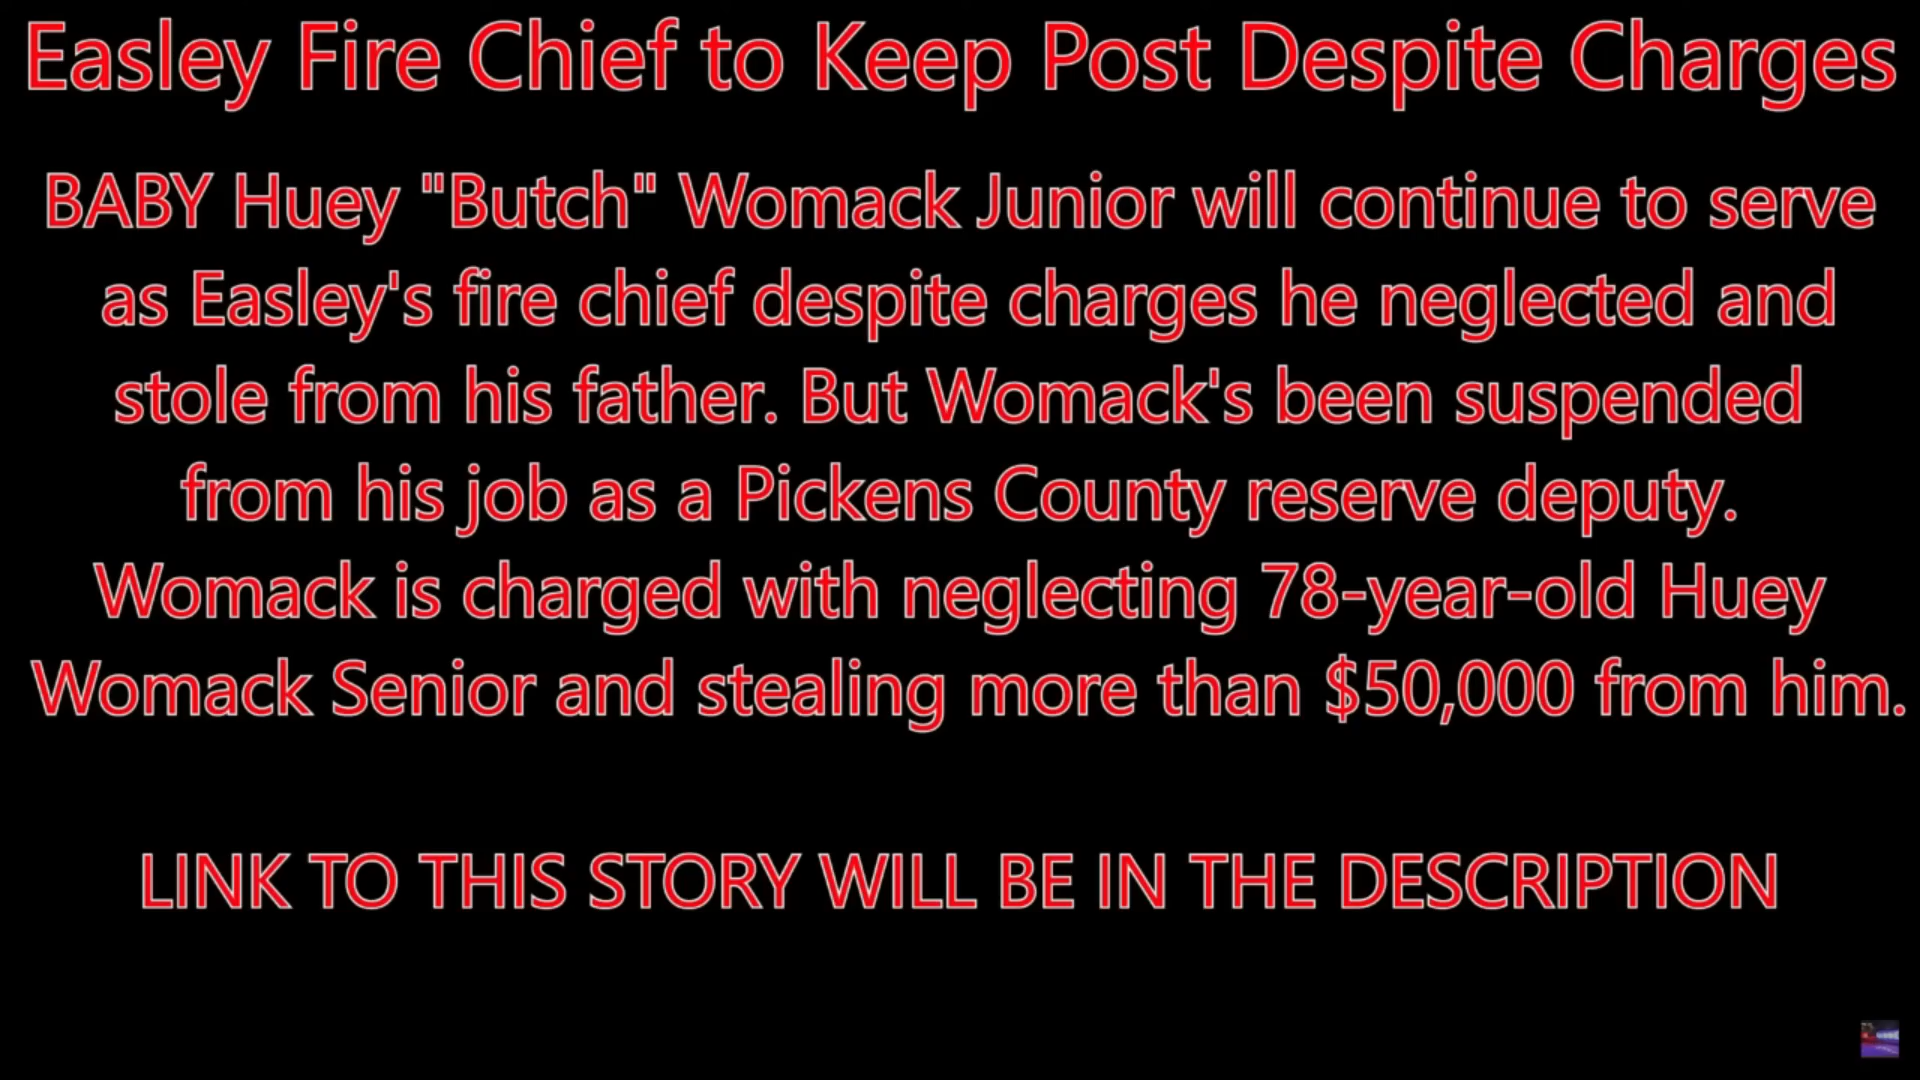 Easley Fire Chief to Keep Post Despite Charges
BABY Huey "Butch" Womack Junior will continue to serve
as Easley's fire chief despite charges he neglected and
stole from his father. But Womack's been suspended
from his job as a Pickens County reserve deputy.
Womack is charged with neglecting 78-year-old Huey
Womack Senior and stealing more than $50,000 from him.
LINK TO THIS STORY WILL BE IN THE DESCRIPTION